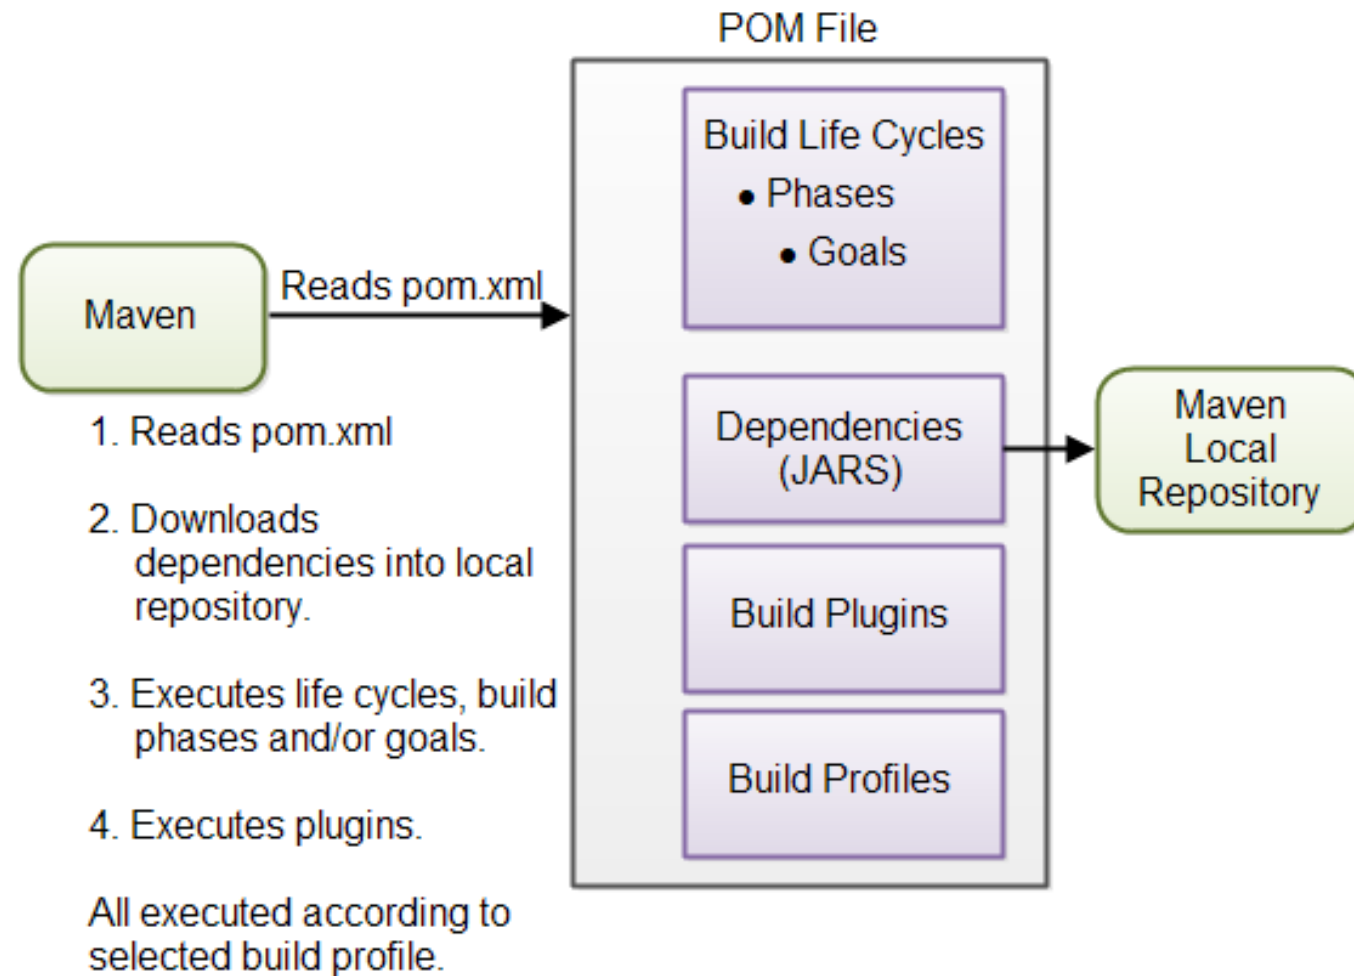 POM File
Build Life Cycles
• Phases
• Goals
Maven
Reads pom.xml
Dependencies
(JARS)
Maven
Local
Repository
Build Plugins
Build Profiles
1. Reads pom.xml
2. Downloads
dependencies into local
repository.
3. Executes life cycles, build
phases and/or goals.
4. Executes plugins.
All executed according to
selected build profile.